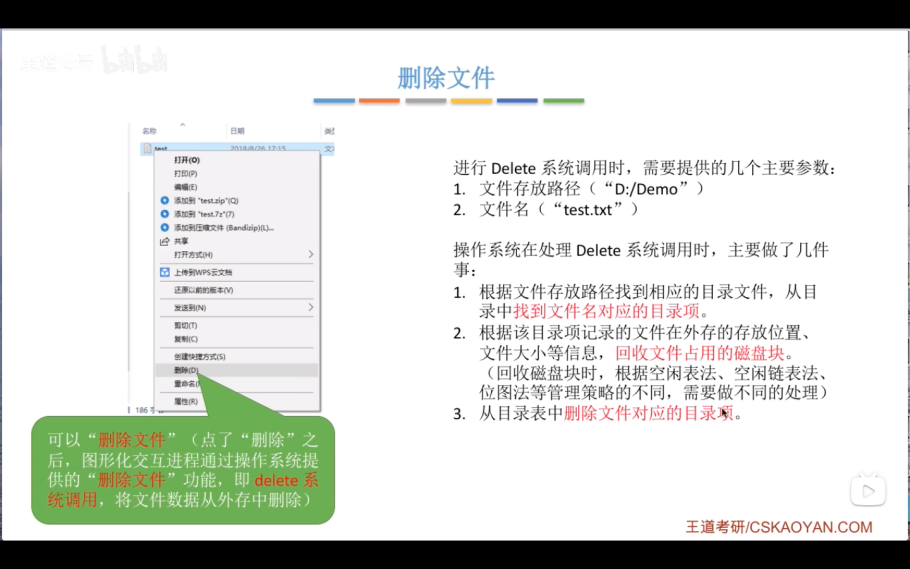 删除文件
名称 日期
test 2018/8/26 17:15
打开(O)
打印(P)
编辑(E)
添加到 "test.zip"(Q)
添加到 "test.7z"(7)
添加到压缩文件 (Bandizip)(L)...
共享
打开方式(H)
上传到WPS云文档
还原以前的版本(V)
发送到(N)
剪切(T)
复制(C)
创建快捷方式(S)
删除(D)
重命名
属性(R)
186 字
可以“删除文件”（点了“删除”之
后，图形化交互进程通过操作系统提
供的“删除文件”功能，即 delete 系
统调用，将文件数据从外存中删除）
进行 Delete 系统调用时，需要提供的几个主要参数：
1. 文件存放路径（“D:/Demo”）
2. 文件名（“test.txt”）
操作系统在处理 Delete 系统调用时，主要做了几件
事：
1. 根据文件存放路径找到相应的目录文件，从目
录中找到文件名对应的目录项。
2. 根据该目录项记录的文件在外存的存放位置、
文件大小等信息，回收文件占用的磁盘块。
（回收磁盘块时，根据空闲表法、空闲链表法、
位图法等管理策略的不同，需要做不同的处理）
3. 从目录表中删除文件对应的目录项。
王道考研/CSKAOYAN.COM